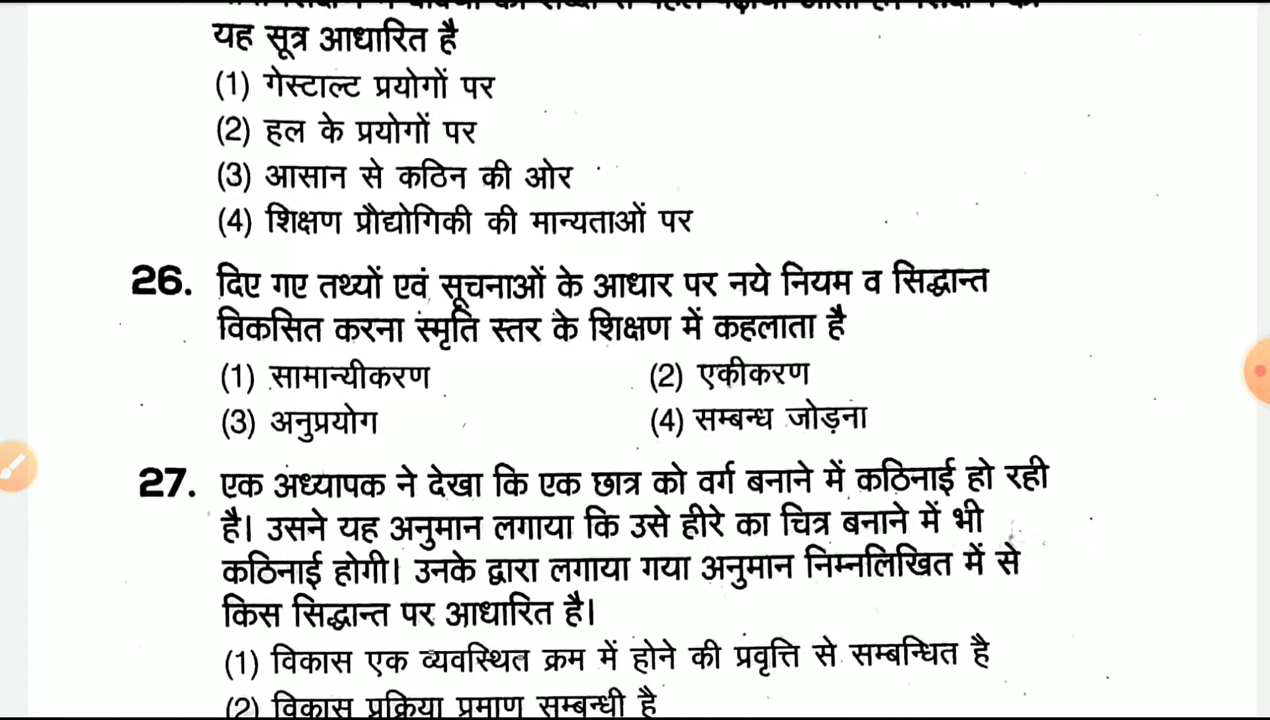 यह सूत्र आधारित है
(1) गेस्टाल्ट प्रयोगों पर
(2) हल के प्रयोगों पर
(3) आसान से कठिन की ओर
(4) शिक्षण प्रौद्योगिकी की मान्यताओं पर
26. दिए गए तथ्यों एवं सूचनाओं के आधार पर नये नियम व सिद्धान्त
विकसित करना स्मृति स्तर के शिक्षण में कहलाता है
(1) सामान्यीकरण (2) एकीकरण
(3) अनुप्रयोग (4) सम्बन्ध जोड़ना
27. एक अध्यापक ने देखा कि एक छात्र को वर्ग बनाने में कठिनाई हो रही
है। उसने यह अनुमान लगाया कि उसे हीरे का चित्र बनाने में भी
कठिनाई होगी। उनके द्वारा लगाया गया अनुमान निम्नलिखित में से
किस सिद्धान्त पर आधारित है।
(1) विकास एक व्यवस्थित क्रम में होने की प्रवृत्ति से सम्बन्धित है
(2) विकास प्रक्रिया प्रमाण सम्बन्धी है